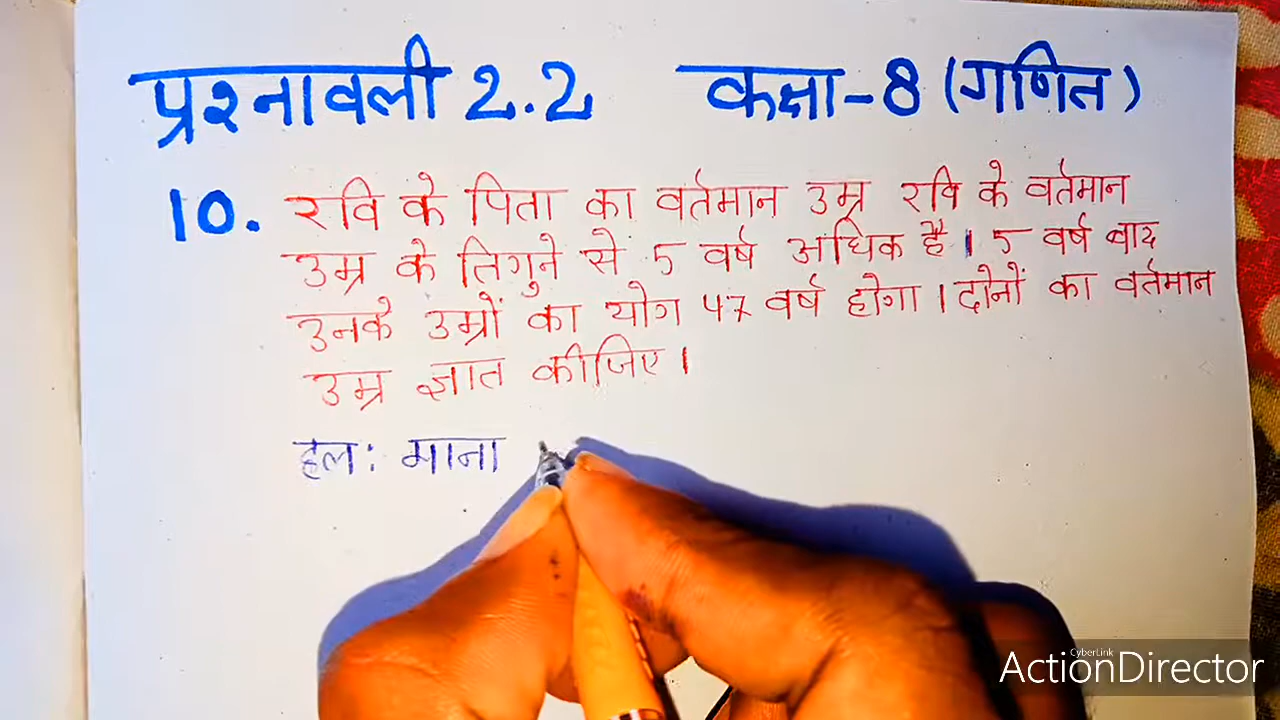 प्रश्नावली 2.2 कक्षा-8 (गणित)
10. रवि के पिता का वर्तमान उम्र रवि के वर्तमान
उम्र के तिगुने से 5 वर्ष अधिक है। 5 वर्ष बाद
उनके उम्रों का योग 47 वर्ष होगा। दोनों का वर्तमान
उम्र ज्ञात कीजिए।
हल: माना
CyberLink
ActionDirector